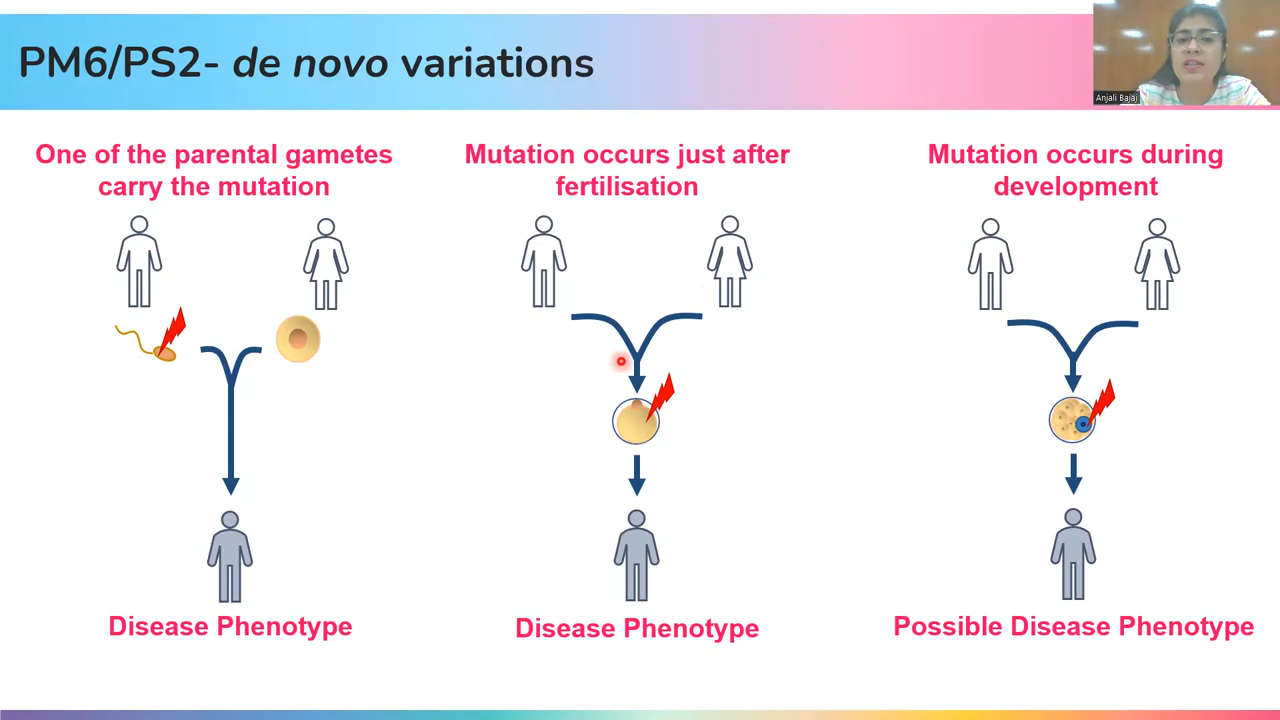 PM6/PS2- de novo variations
Anjali Bajaj
One of the parental gametes
carry the mutation
Mutation occurs just after
fertilisation
Mutation occurs during
development
Disease Phenotype
Disease Phenotype
Possible Disease Phenotype